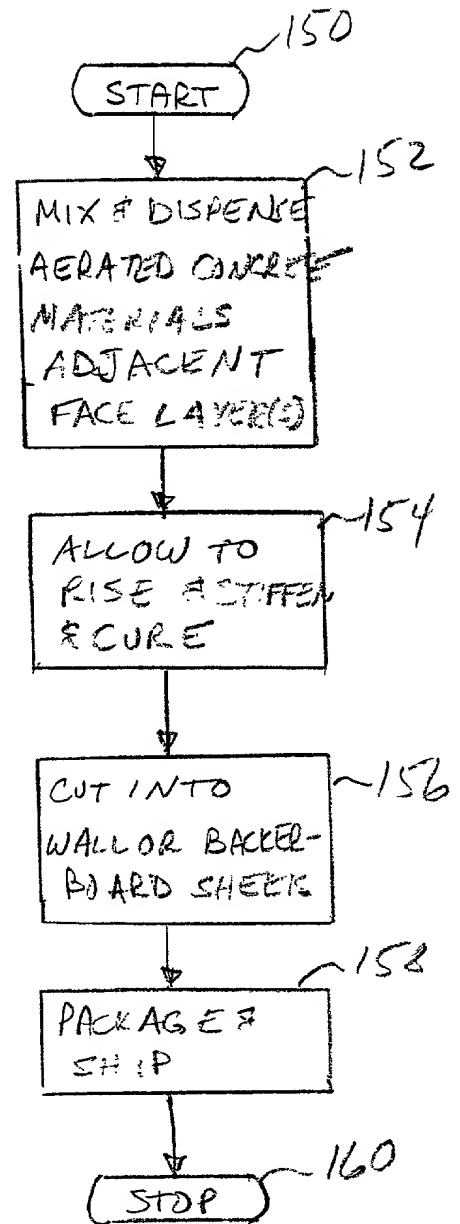 150
START
152
MIX & DISPENSE
AERATED CONCRETE
MATERIALS
ADJACENT
FACE LAYER(S)
154
ALLOW TO
RISE & STIFFEN
& CURE
156
CUT INTO
WALL OR BACKER-
BOARD SHEETS
158
PACKAGE &
SHIP
160
STOP